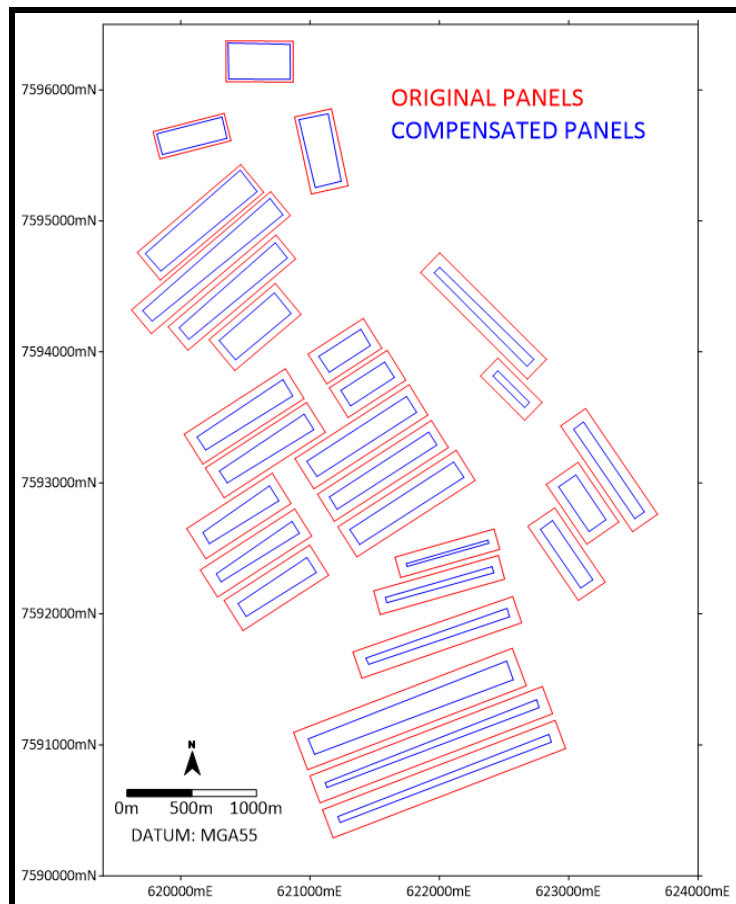 7596000mN
ORIGINAL PANELS
COMPENSATED PANELS
7595000mN
7594000mN
7593000mN
7592000mN
7591000mN
N
0m 500m 1000m
DATUM: MGA55
7590000mN
620000mE 621000mE 622000mE 623000mE 624000mE